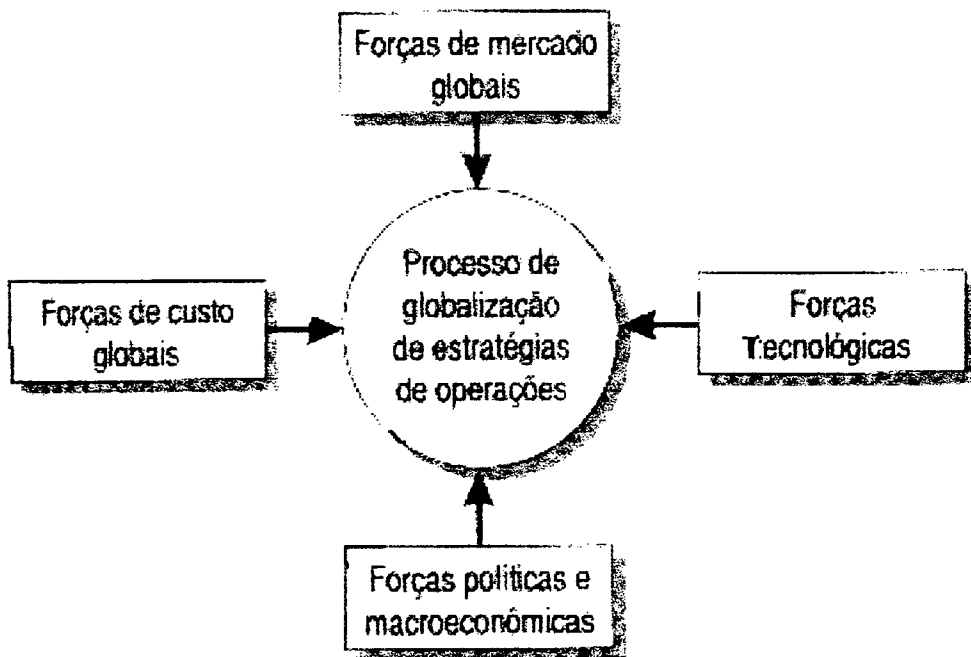 Forças de mercado
globais
Processo de
globalização
de estratégias
de operações
Forças de custo
globais
Forças
Tecnológicas
Forças políticas e
macroeconômicas